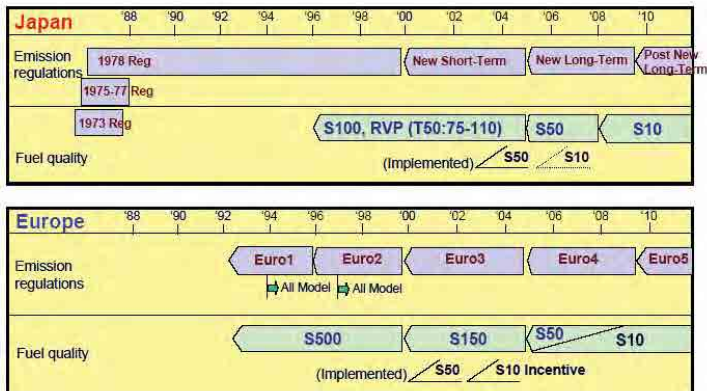 Japan
'88 '90 '92 '94 '96 '98 '00 '02 '04 '06 '08 '10
Emission
regulations
1978 Reg
New Short-Term
New Long-Term
Post New
Long-Term
1975-77 Reg
1973 Reg
S100, RVP (T50:75-110)
S50
S10
Fuel quality
(Implemented) S50 S10
Europe
'88 '90 '92 '94 '96 '98 '00 '02 '04 '06 '08 '10
Emission
regulations
Euro1 Euro2 Euro3 Euro4 Euro5
All Model All Model
Fuel quality
S500 S150 S50 S10
(Implemented) S50 S10 Incentive